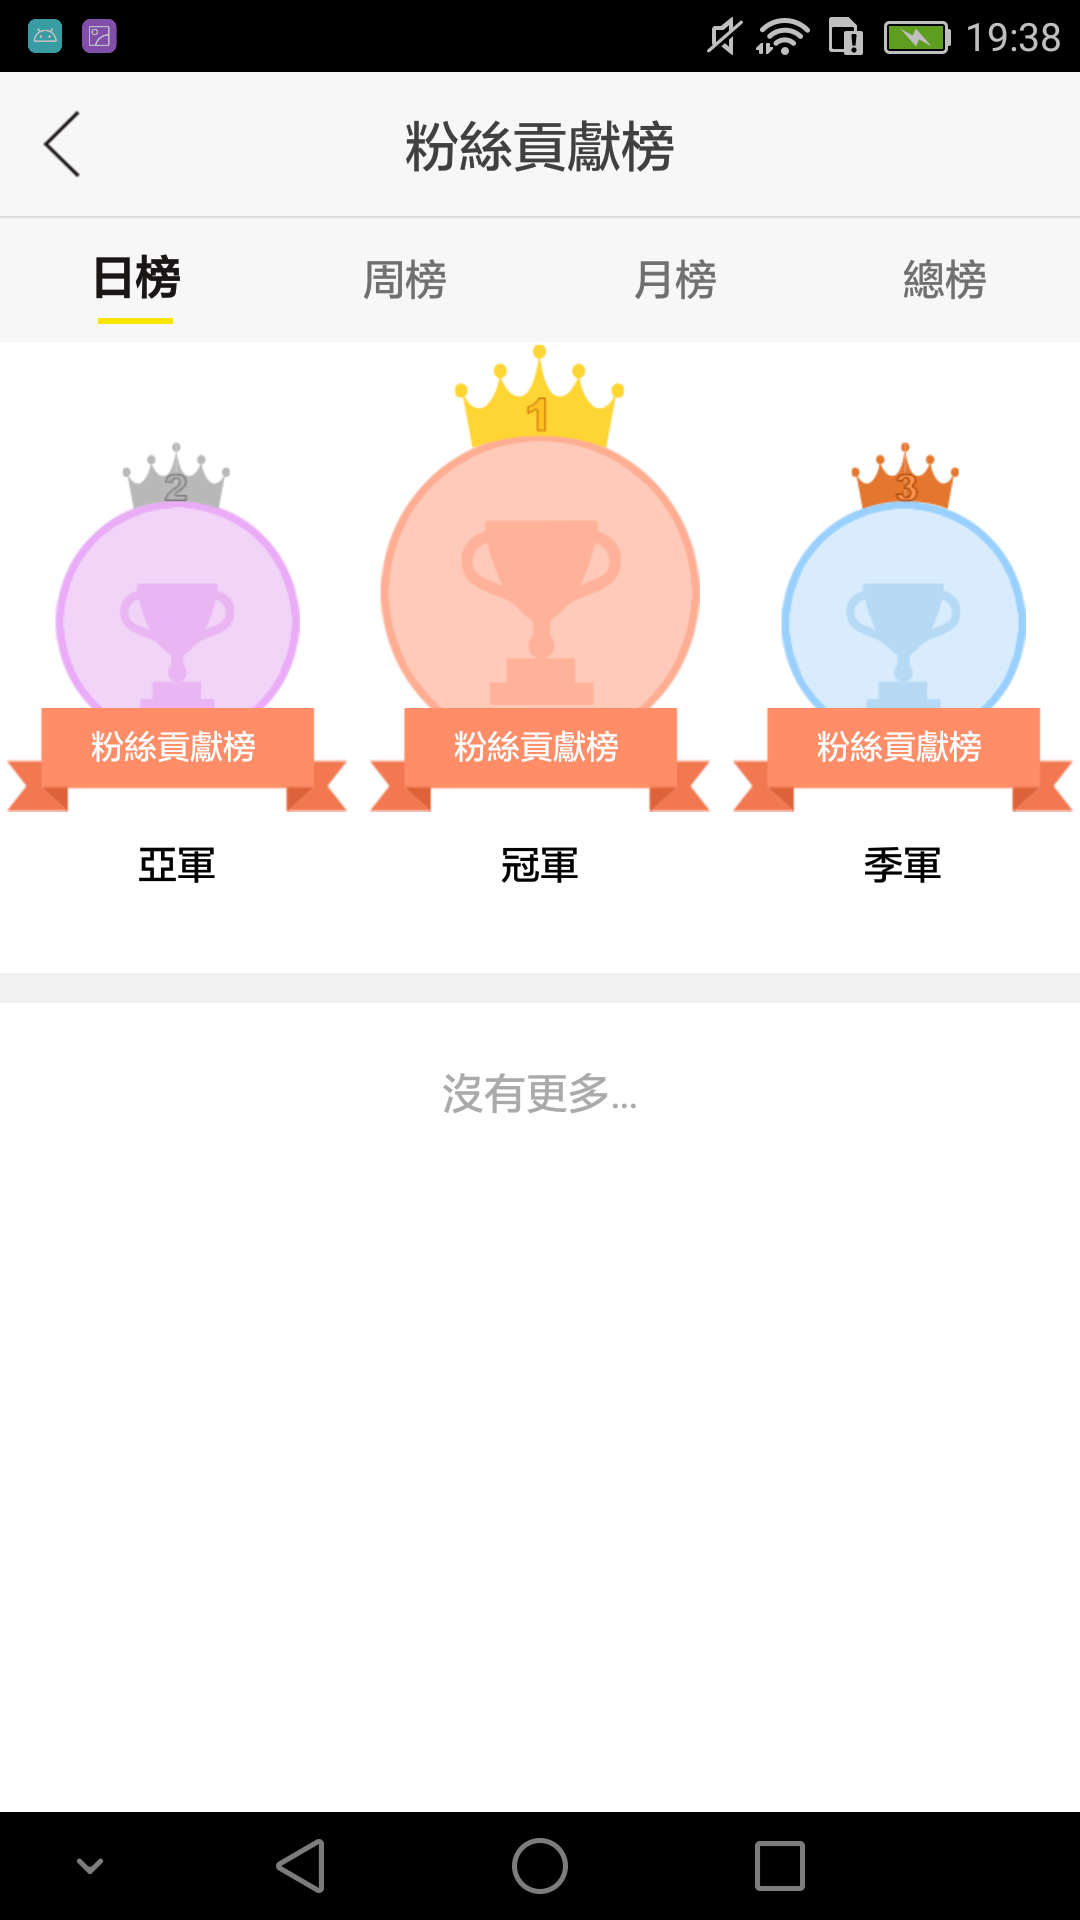 19:38
粉絲貢獻榜
日榜 周榜 月榜 總榜
2 1 3
粉絲貢獻榜 粉絲貢獻榜 粉絲貢獻榜
亞軍 冠軍 季軍
沒有更多...